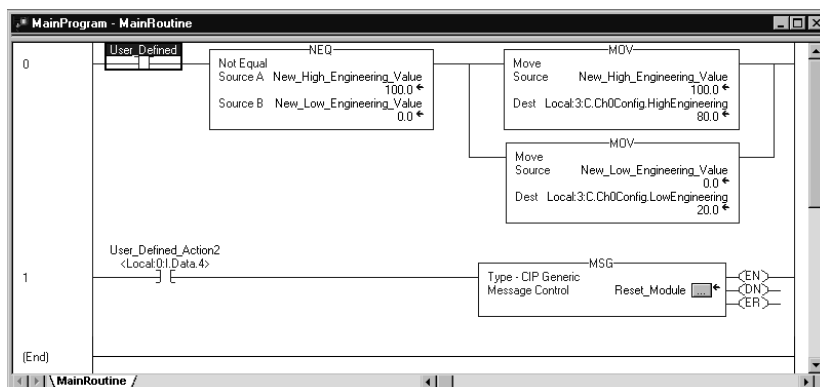 MainProgram - MainRoutine
0
User_Defined
NEQ
Not Equal
Source A New_High_Engineering_Value
100.0
Source B New_Low_Engineering_Value
0.0
MOV
Move
Source New_High_Engineering_Value
100.0
Dest Local:3:C.Ch0Config.HighEngineering
80.0
MOV
Move
Source New_Low_Engineering_Value
0.0
Dest Local:3:C.Ch0Config.LowEngineering
20.0
1
User_Defined_Action2
<Local:0:I.Data.4>
MSG
Type - CIP Generic
Message Control Reset_Module ...
EN
DN
ER
(End)
MainRoutine